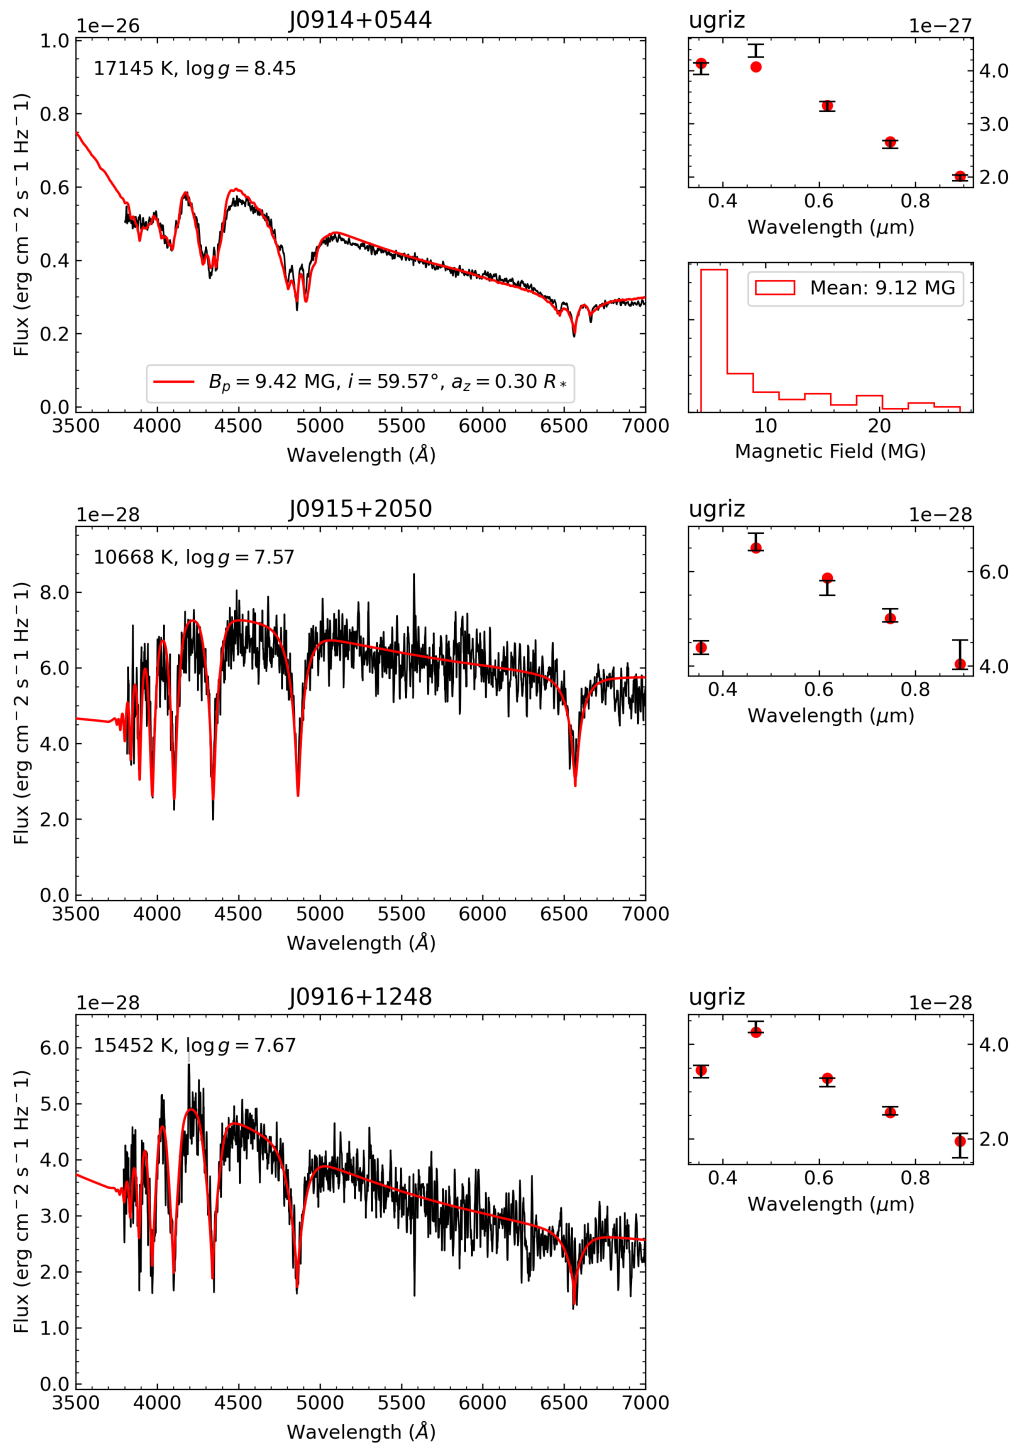 1e−26
J0914+0544
17145 K, log g = 8.45
1.0
0.8
0.6
0.4
0.2
0.0
Flux (erg cm−2 s−1 Hz−1)
B_p = 9.42 MG, i = 59.57°, a_z = 0.30 R_*
3500 4000 4500 5000 5500 6000 6500 7000
Wavelength (Å)
ugriz
1e−27
4.0
3.0
2.0
0.4 0.6 0.8
Wavelength (μm)
Mean: 9.12 MG
10 20
Magnetic Field (MG)
1e−28
J0915+2050
10668 K, log g = 7.57
8.0
6.0
4.0
2.0
0.0
Flux (erg cm−2 s−1 Hz−1)
3500 4000 4500 5000 5500 6000 6500 7000
Wavelength (Å)
ugriz
1e−28
6.0
4.0
0.4 0.6 0.8
Wavelength (μm)
1e−28
J0916+1248
15452 K, log g = 7.67
6.0
5.0
4.0
3.0
2.0
1.0
0.0
Flux (erg cm−2 s−1 Hz−1)
3500 4000 4500 5000 5500 6000 6500 7000
Wavelength (Å)
ugriz
1e−28
4.0
2.0
0.4 0.6 0.8
Wavelength (μm)